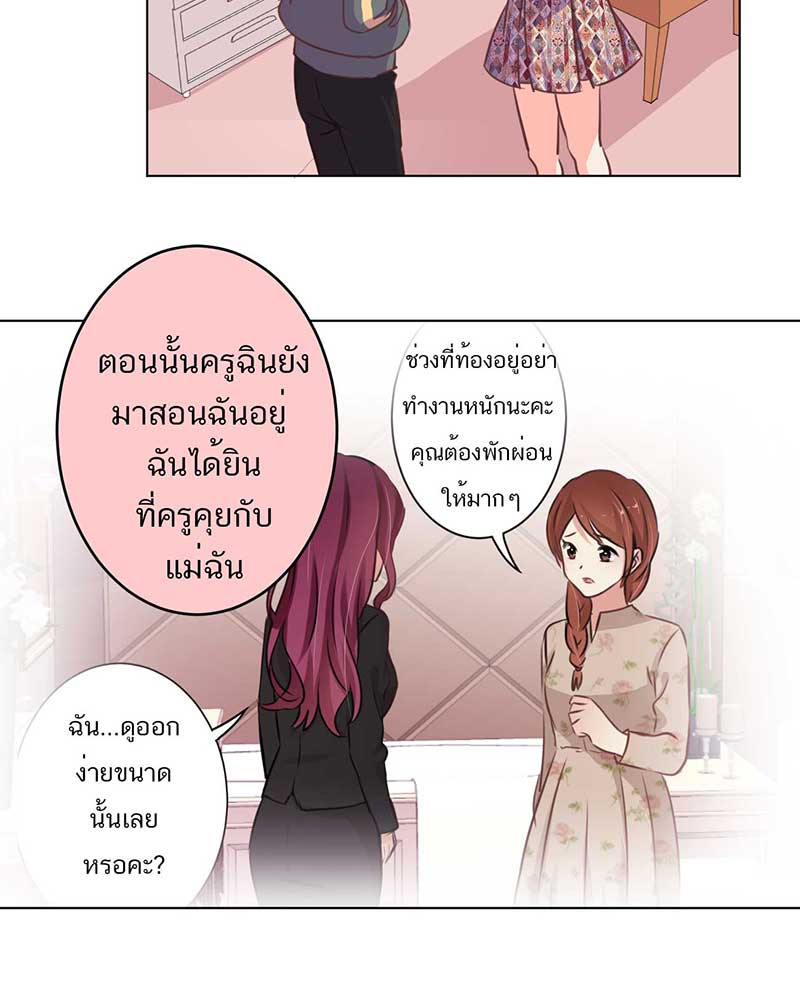 ตอนนั้นครูฉินยัง
มาสอนฉันอยู่
ฉันได้ยิน
ที่ครูคุยกับ
แม่ฉัน
ช่วงที่ท้องอยู่อย่า
ทำงานหนักนะคะ
คุณต้องพักผ่อน
ให้มากๆ
ฉัน...ดูออก
ง่ายขนาด
นั้นเลย
หรอคะ?